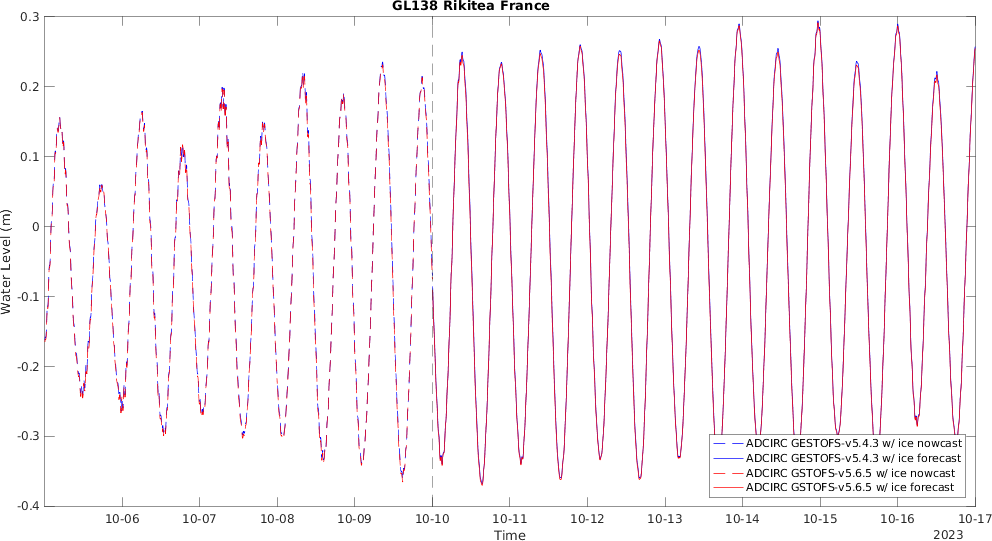 GL138 Rikitea France
0.3
0.2
0.1
0
-0.1
-0.2
-0.3
-0.4
Water Level (m)
ADCIRC GESTOFS-v5.4.3 w/ ice nowcast
ADCIRC GESTOFS-v5.4.3 w/ ice forecast
ADCIRC GSTOFS-v5.6.5 w/ ice nowcast
ADCIRC GSTOFS-v5.6.5 w/ ice forecast
10-06 10-07 10-08 10-09 10-10 10-11 10-12 10-13 10-14 10-15 10-16 10-17
Time
2023